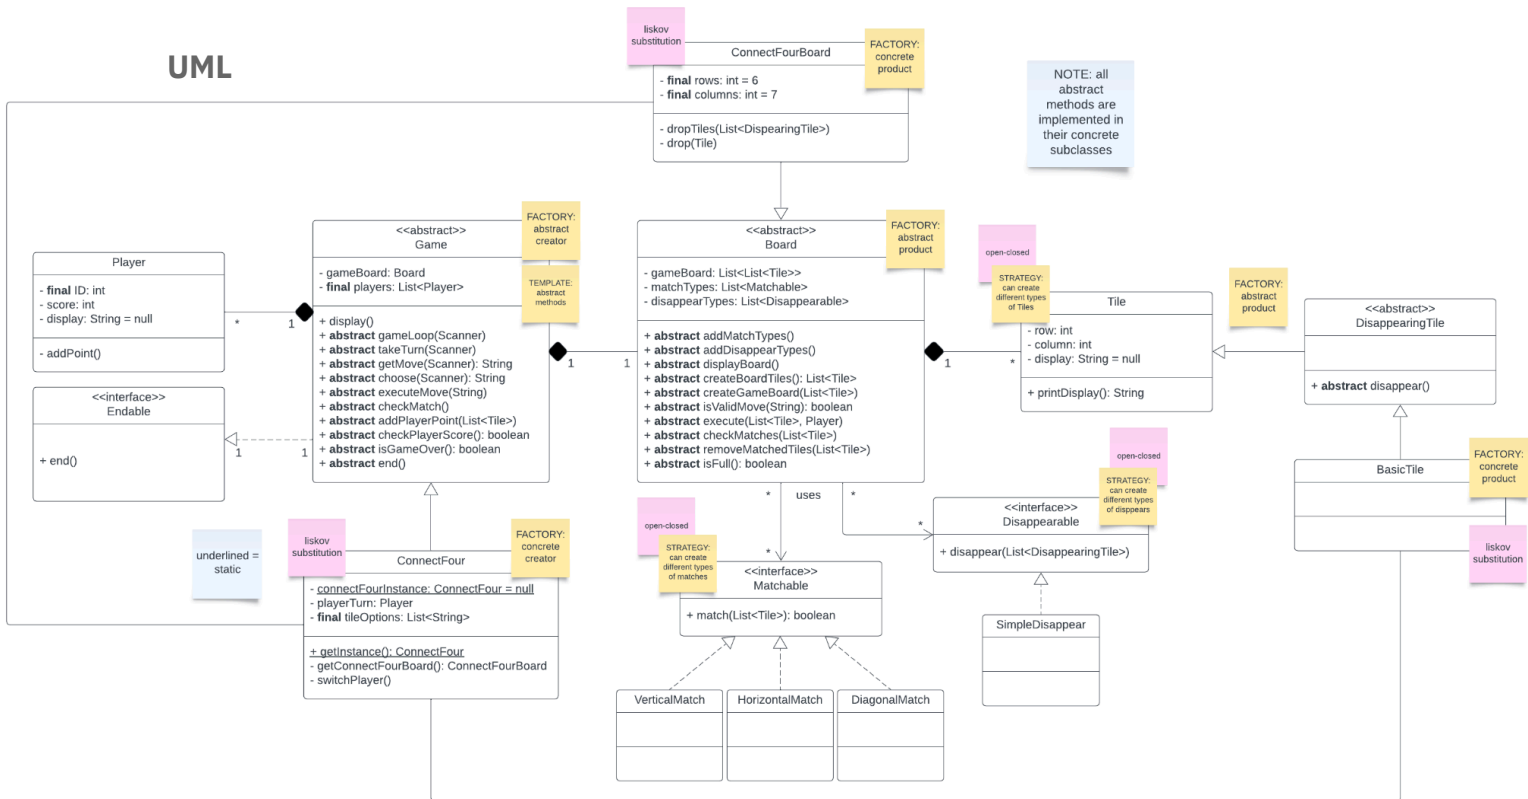 UML
liskov
substitution
ConnectFourBoard
FACTORY:
concrete
product
- final rows: int = 6
- final columns: int = 7
- dropTiles(List<DispearingTile>)
- drop(Tile)
NOTE: all
abstract
methods are
implemented in
their concrete
subclasses
Player
- final ID: int
- score: int
- display: String = null
- addPoint()
*
1
<<interface>>
Endable
+ end()
1
1
<<abstract>>
Game
FACTORY:
abstract
creator
TEMPLATE:
abstract
methods
- gameBoard: Board
- final players: List<Player>
+ display()
+ abstract gameLoop(Scanner)
+ abstract takeTurn(Scanner)
+ abstract getMove(Scanner): String
+ abstract choose(Scanner): String
+ abstract executeMove(String)
+ abstract checkMatch()
+ abstract addPlayerPoint(List<Tile>)
+ abstract checkPlayerScore(): boolean
+ abstract isGameOver(): boolean
+ abstract end()
1
1
<<abstract>>
Board
FACTORY:
abstract
product
- gameBoard: List<List<Tile>>
- matchTypes: List<Matchable>
- disappearTypes: List<Disappearable>
+ abstract addMatchTypes()
+ abstract addDisappearTypes()
+ abstract displayBoard()
+ abstract createBoardTiles(): List<Tile>
+ abstract createGameBoard(List<Tile>)
+ abstract isValidMove(String): boolean
+ abstract execute(List<Tile>, Player)
+ abstract checkMatches(List<Tile>)
+ abstract removeMatchedTiles(List<Tile>)
+ abstract isFull(): boolean
1
*
open-closed
STRATEGY:
can create
different types
of Tiles
Tile
- row: int
- column: int
- display: String = null
+ printDisplay(): String
FACTORY:
abstract
product
<<abstract>>
DisappearingTile
+ abstract disappear()
BasicTile
FACTORY:
concrete
product
liskov
substitution
* uses *
*
*
open-closed
STRATEGY:
can create
different types
of disppears
<<interface>>
Disappearable
+ disappear(List<DisappearingTile>)
SimpleDisappear
open-closed
STRATEGY:
can create
different types
of matches
<<interface>>
Matchable
+ match(List<Tile>): boolean
VerticalMatch
HorizontalMatch
DiagonalMatch
underlined =
static
liskov
substitution
ConnectFour
FACTORY:
concrete
creator
- connectFourInstance: ConnectFour = null
- playerTurn: Player
- final tileOptions: List<String>
+ getInstance(): ConnectFour
- getConnectFourBoard(): ConnectFourBoard
- switchPlayer()